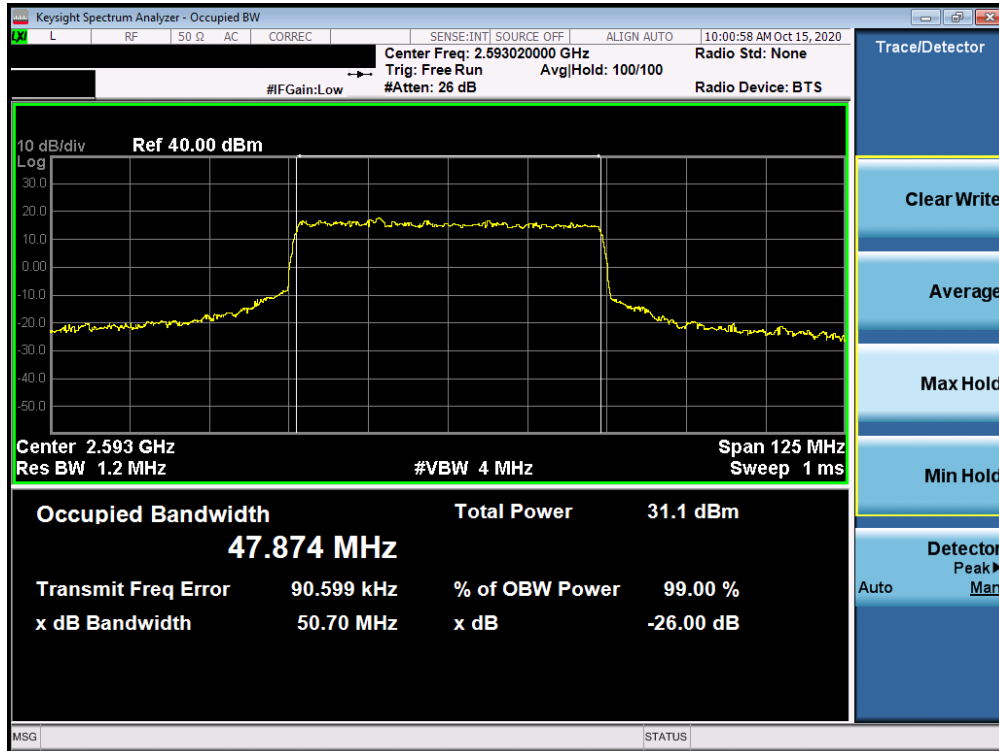 Keysight Spectrum Analyzer - Occupied BW
LXI L RF 50 Ω AC CORREC SENSE:INT SOURCE OFF ALIGN AUTO 10:00:58 AM Oct 15, 2020
Center Freq: 2.593020000 GHz Radio Std: None
Trig: Free Run Avg|Hold: 100/100
#IFGain:Low #Atten: 26 dB Radio Device: BTS
Trace/Detector
10 dB/div Ref 40.00 dBm
Log
30.0
20.0
10.0
0.00
-10.0
-20.0
-30.0
-40.0
-50.0
Center 2.593 GHz Span 125 MHz
Res BW 1.2 MHz #VBW 4 MHz Sweep 1 ms
Occupied Bandwidth Total Power 31.1 dBm
47.874 MHz
Transmit Freq Error 90.599 kHz % of OBW Power 99.00 %
x dB Bandwidth 50.70 MHz x dB -26.00 dB
Clear Write
Average
Max Hold
Min Hold
Detector
Peak▶
Auto Man
MSG STATUS